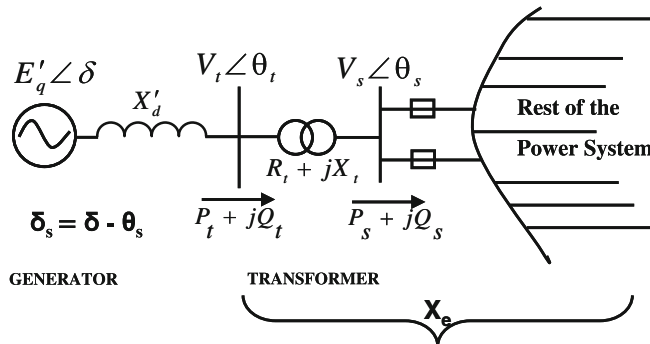 E'q∠δ
X'd
Vt∠θt
Vs∠θs
Rest of the
Power System
Rt + jXt
Pt + jQt
Ps + jQs
δs = δ - θs
GENERATOR
TRANSFORMER
Xe